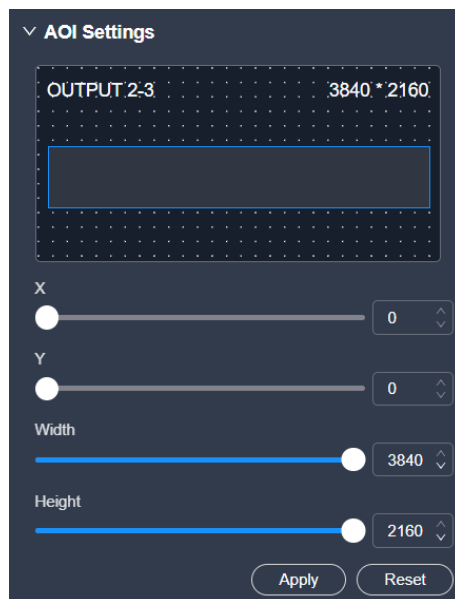 AOI Settings
OUTPUT 2-3 3840 * 2160
X
0
Y
0
Width
3840
Height
2160
Apply Reset